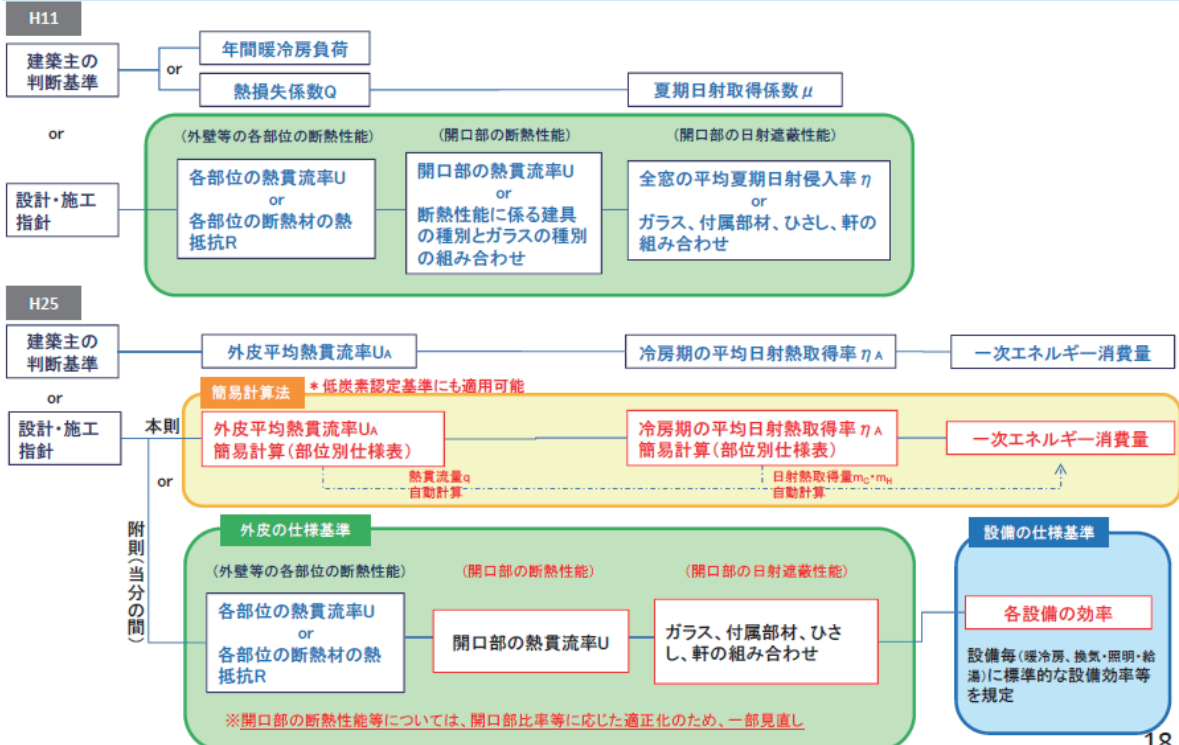 H11
建築主の
判断基準
or
年間暖冷房負荷
熱損失係数Q
夏期日射取得係数μ
or
(外壁等の各部位の断熱性能)
(開口部の断熱性能)
(開口部の日射遮蔽性能)
設計・施工
指針
各部位の熱貫流率U
or
各部位の断熱材の熱
抵抗R
開口部の熱貫流率U
or
断熱性能に係る建具
の種別とガラスの種別
の組み合わせ
全窓の平均夏期日射侵入率η
or
ガラス、付属部材、ひさし、軒の
組み合わせ
H25
建築主の
判断基準
外皮平均熱貫流率UA
冷房期の平均日射熱取得率ηA
一次エネルギー消費量
or
簡易計算法
*低炭素認定基準にも適用可能
設計・施工
指針
本則
外皮平均熱貫流率UA
簡易計算(部位別仕様表)
冷房期の平均日射熱取得率ηA
簡易計算(部位別仕様表)
一次エネルギー消費量
or
熱貫流量q
自動計算
日射熱取得量mC・mH
自動計算
附則(当分の間)
外皮の仕様基準
(外壁等の各部位の断熱性能)
(開口部の断熱性能)
(開口部の日射遮蔽性能)
各部位の熱貫流率U
or
各部位の断熱材の熱
抵抗R
開口部の熱貫流率U
ガラス、付属部材、ひさ
し、軒の組み合わせ
※開口部の断熱性能等については、開口部比率等に応じた適正化のため、一部見直し
設備の仕様基準
各設備の効率
設備毎(暖冷房、換気・照明・給
湯)に標準的な設備効率等
を規定
18